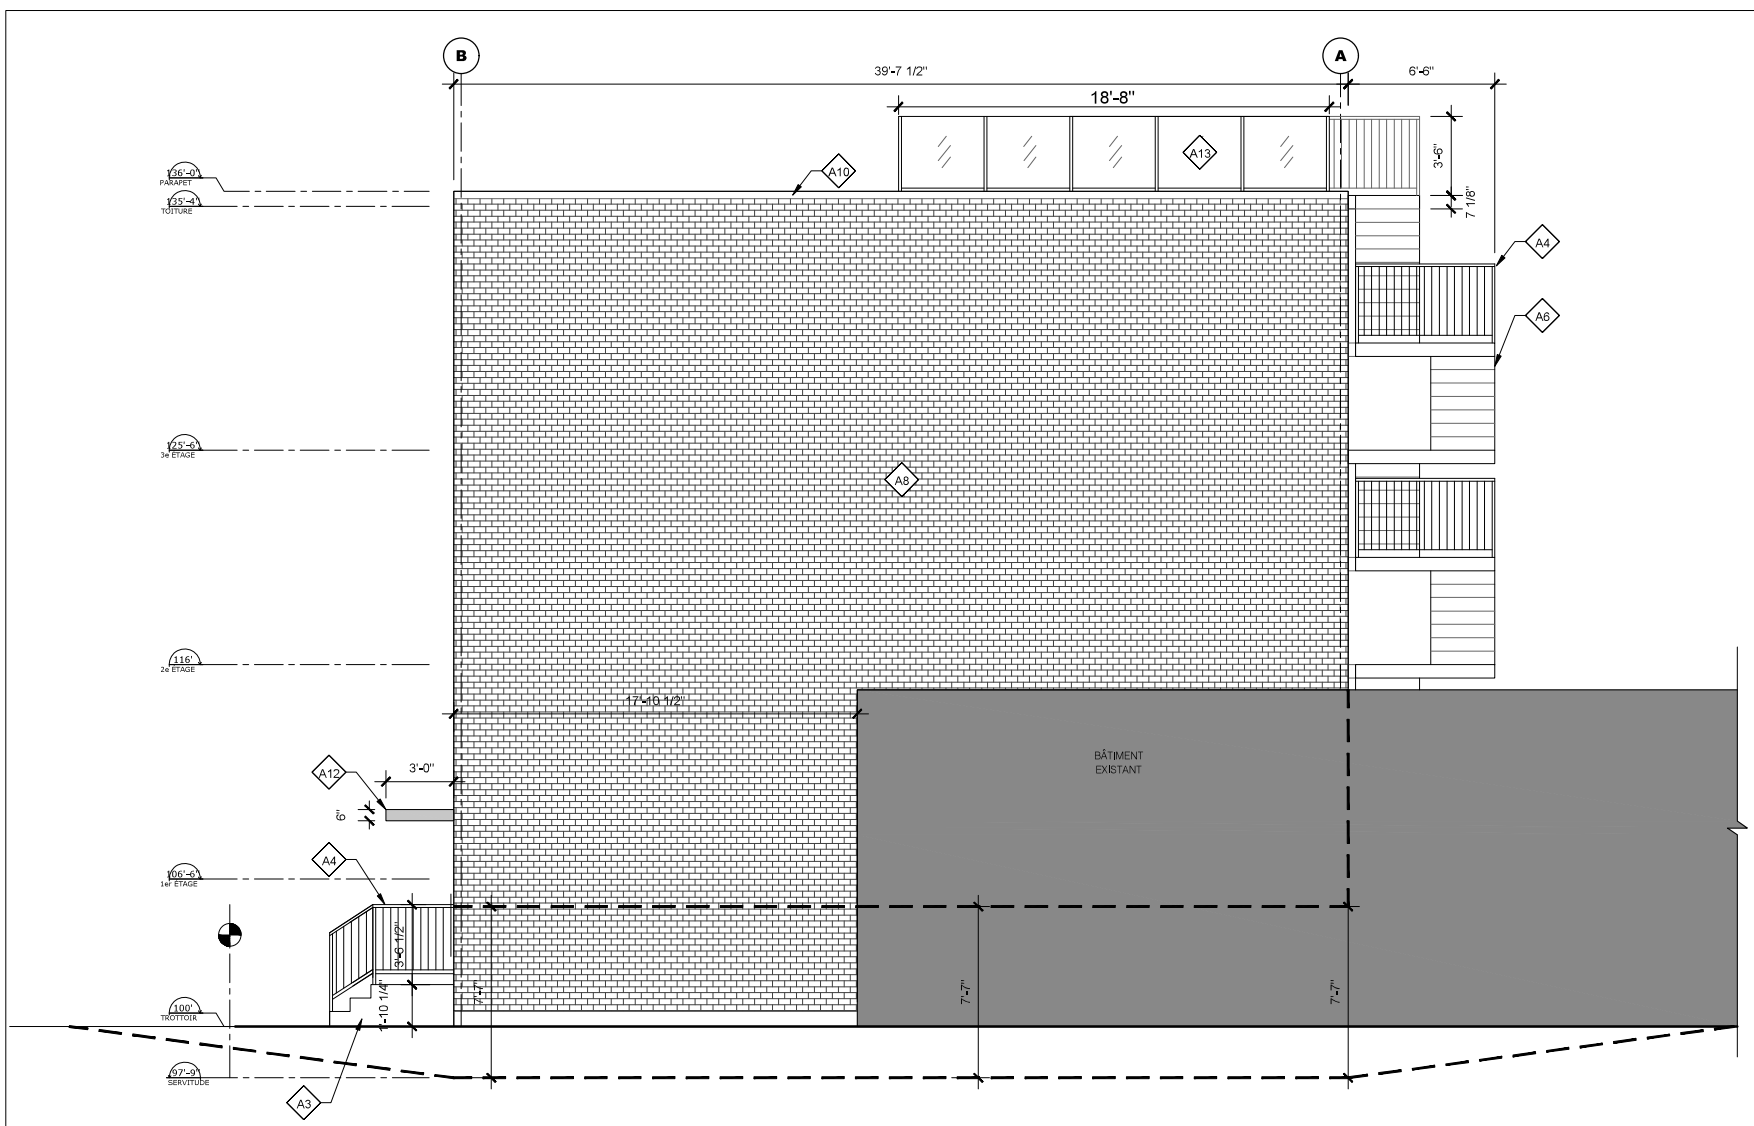 B
A
39'-7 1/2"
6'-6"
18'-8"
A13
3'-6"
136'-0"
PARAPET
A10
135'-4"
TOITURE
7 1/8"
A4
A6
125'-6"
3e ÉTAGE
A8
116'
2e ÉTAGE
17'-10 1/2"
BÂTIMENT
EXISTANT
A12
3'-0"
6"
A4
106'-6"
1er ÉTAGE
3'-6 1/2"
1'-10 1/4"
7'-7"
7'-7"
7'-7"
100'
TROTTOIR
97'-9"
SERVITUDE
A3